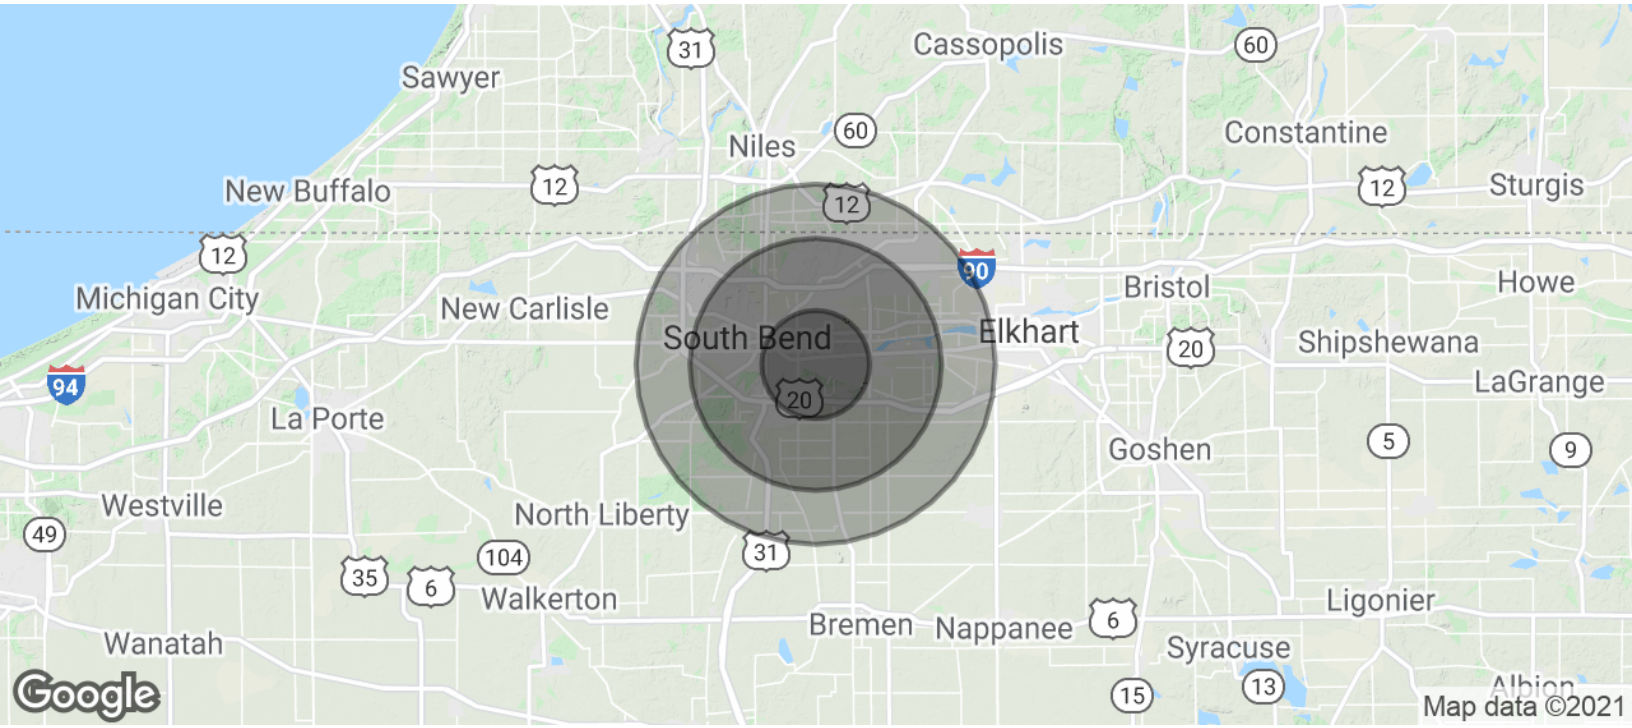 31
Cassopolis
60
Sawyer
60
Niles
Constantine
12
New Buffalo
12
Sturgis
12
12
90
Michigan City
New Carlisle
Bristol
Howe
South Bend
Elkhart
20
Shipshewana
94
20
LaGrange
La Porte
Goshen
5
9
Westville
North Liberty
49
31
104
35
6
Walkerton
Ligonier
Bremen
Nappanee
6
Wanatah
Syracuse
Google
15
13
Albion
Map data ©2021